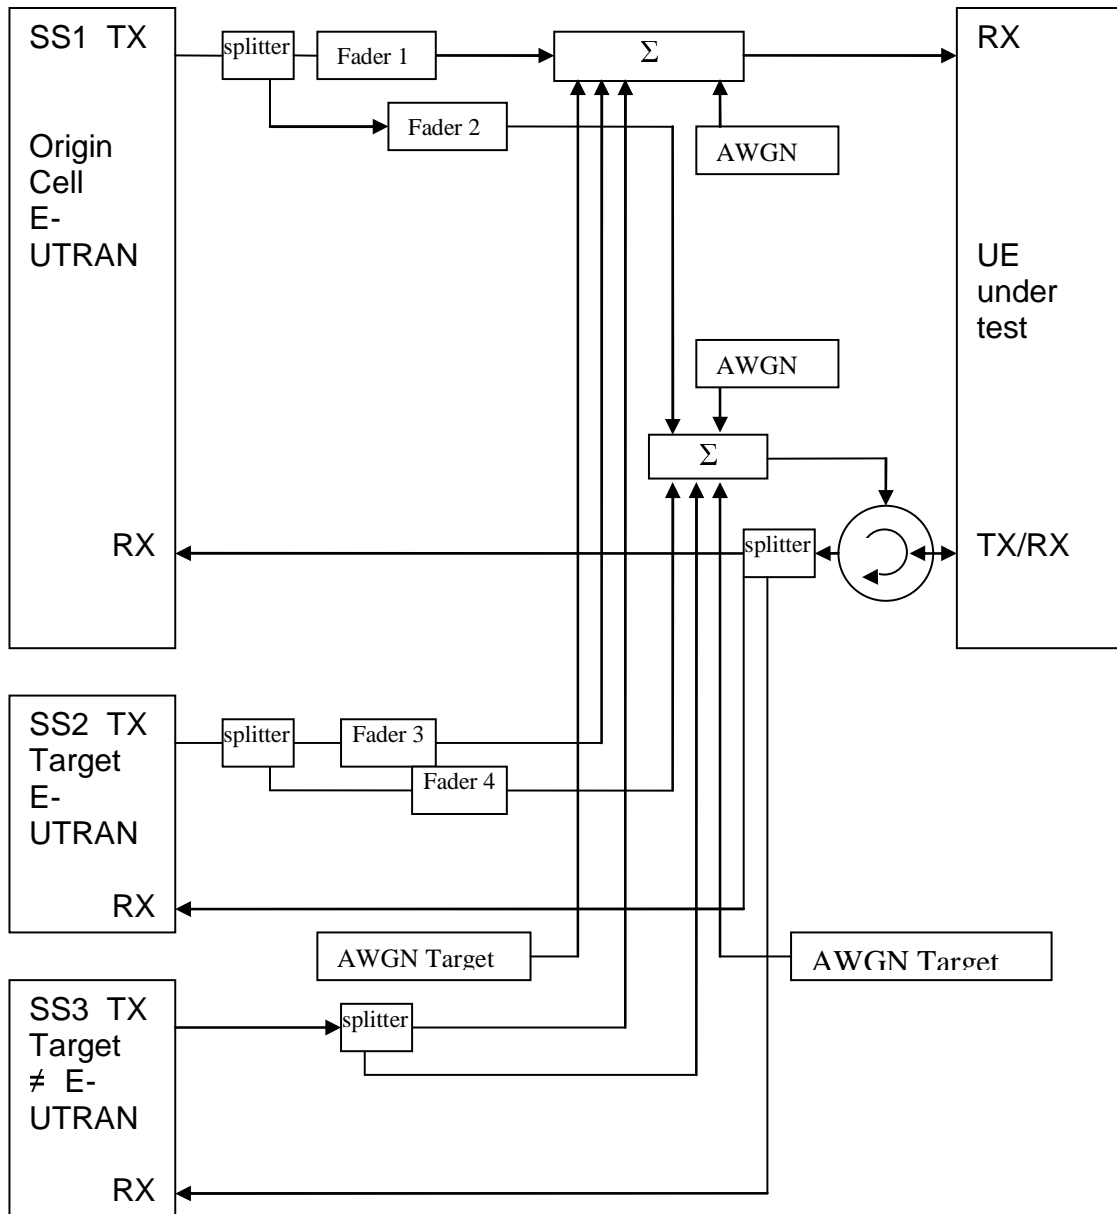 SS1 TX
Origin
Cell
E-
UTRAN
RX
splitter
Fader 1
Fader 2
Σ
AWGN
RX
UE
under
test
TX/RX
AWGN
Σ
splitter
SS2 TX
Target
E-
UTRAN
RX
splitter
Fader 3
Fader 4
AWGN Target
AWGN Target
SS3 TX
Target
≠ E-
UTRAN
RX
splitter